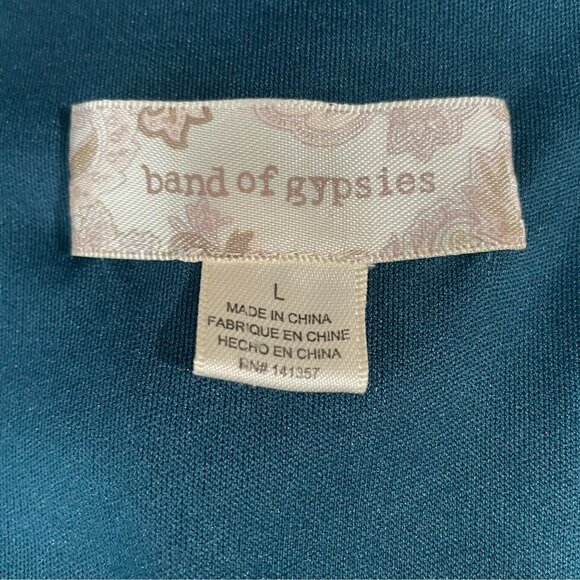 band of gypsies
L
MADE IN CHINA
FABRIQUE EN CHINE
HECHO EN CHINA
RN# 141357